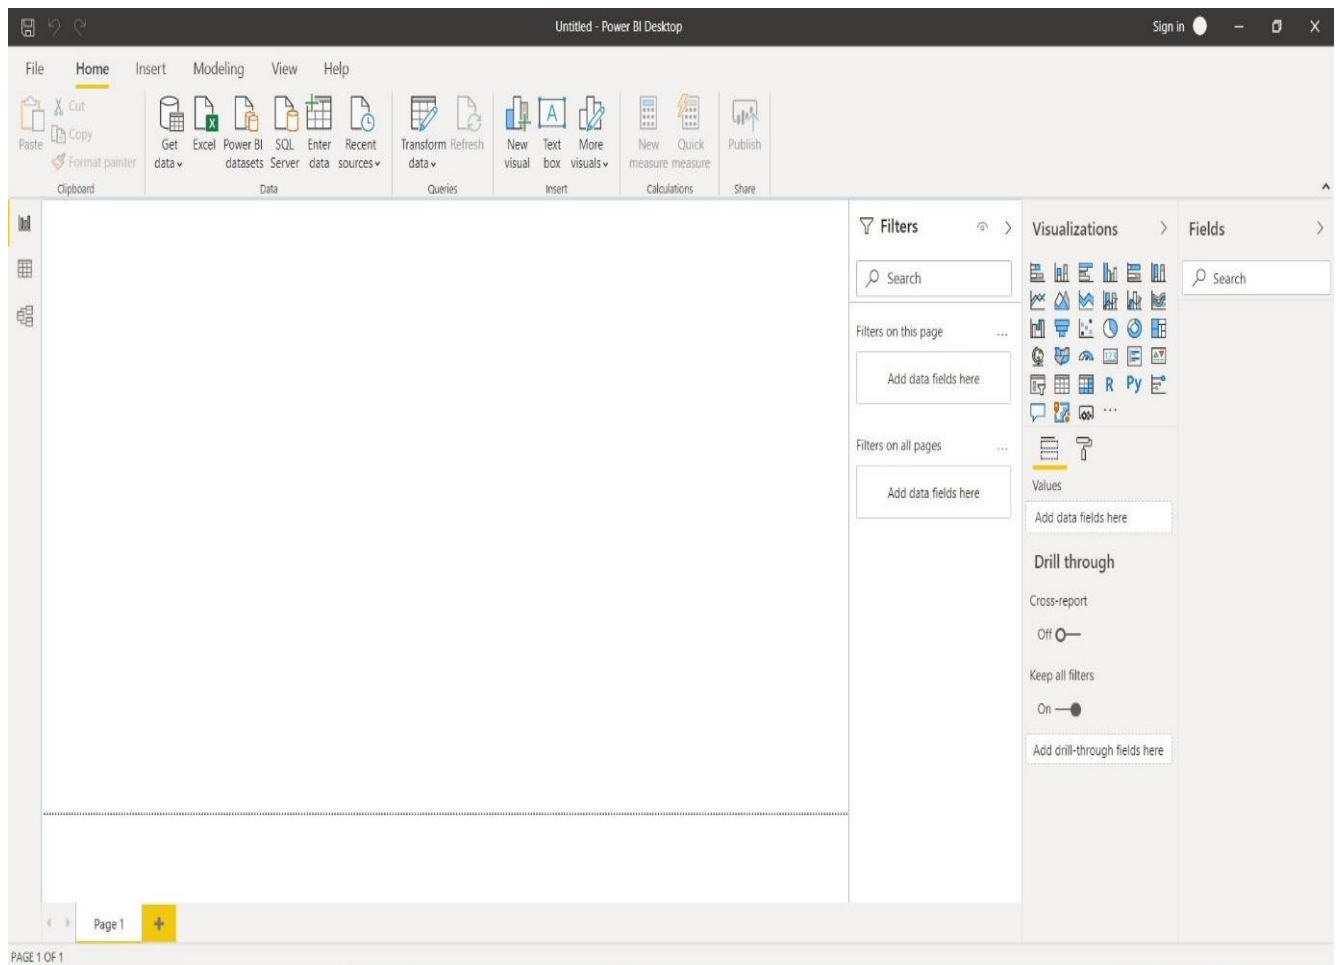 Untitled - Power BI Desktop
Sign in
File Home Insert Modeling View Help
Paste
Cut
Copy
Format painter
Clipboard
Get data
Excel
Power BI datasets
SQL Server
Enter data
Recent sources
Data
Transform data
Refresh
Queries
New visual
Text box
More visuals
Insert
New measure
Quick measure
Calculations
Publish
Share
Filters
Search
Filters on this page ...
Add data fields here
Filters on all pages ...
Add data fields here
Visualizations
R Py
123
...
Values
Add data fields here
Drill through
Cross-report
Off
Keep all filters
On
Add drill-through fields here
Fields
Search
Page 1
PAGE 1 OF 1